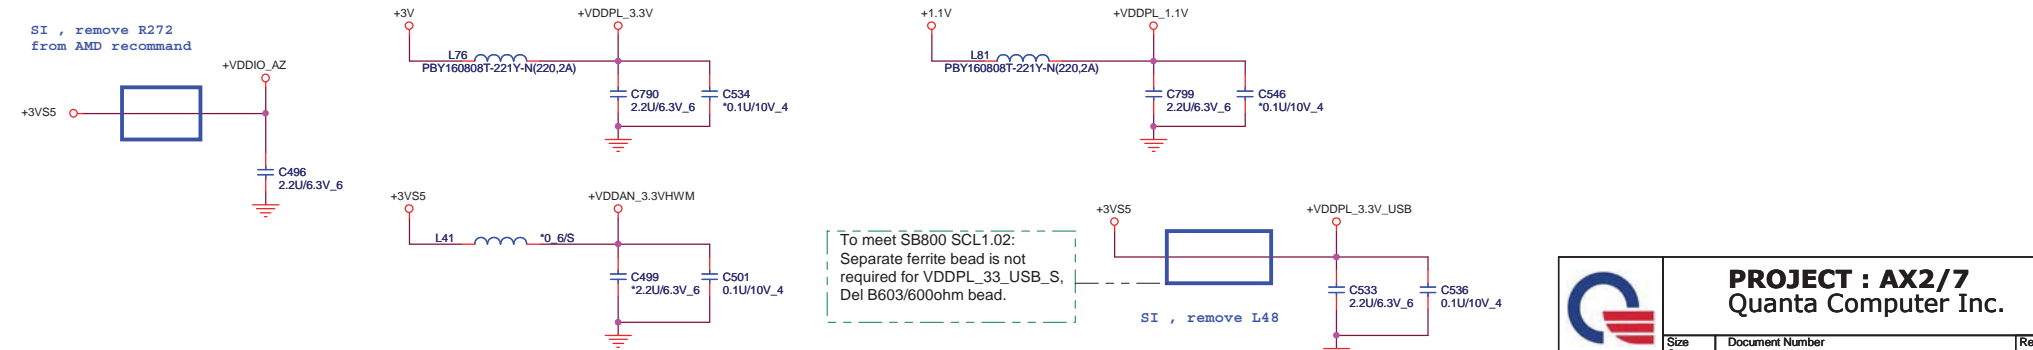 SI , remove R272
from AMD recommand
+VDDIO_AZ
+3VS5
C496
2.2U/6.3V_6
+3V
+VDDPL_3.3V
L76
PBY160808T-221Y-N(220,2A)
C790
2.2U/6.3V_6
C534
*0.1U/10V_4
+1.1V
+VDDPL_1.1V
L81
PBY160808T-221Y-N(220,2A)
C799
2.2U/6.3V_6
C546
*0.1U/10V_4
+3VS5
+VDDAN_3.3VHWM
L41
*0_6/S
C499
*2.2U/6.3V_6
C501
0.1U/10V_4
To meet SB800 SCL1.02:
Separate ferrite bead is not
required for VDDPL_33_USB_S,
Del B603/600ohm bead.
+3VS5
+VDDPL_3.3V_USB
SI , remove L48
C533
2.2U/6.3V_6
C536
0.1U/10V_4
PROJECT : AX2/7
Quanta Computer Inc.
Size
Document Number